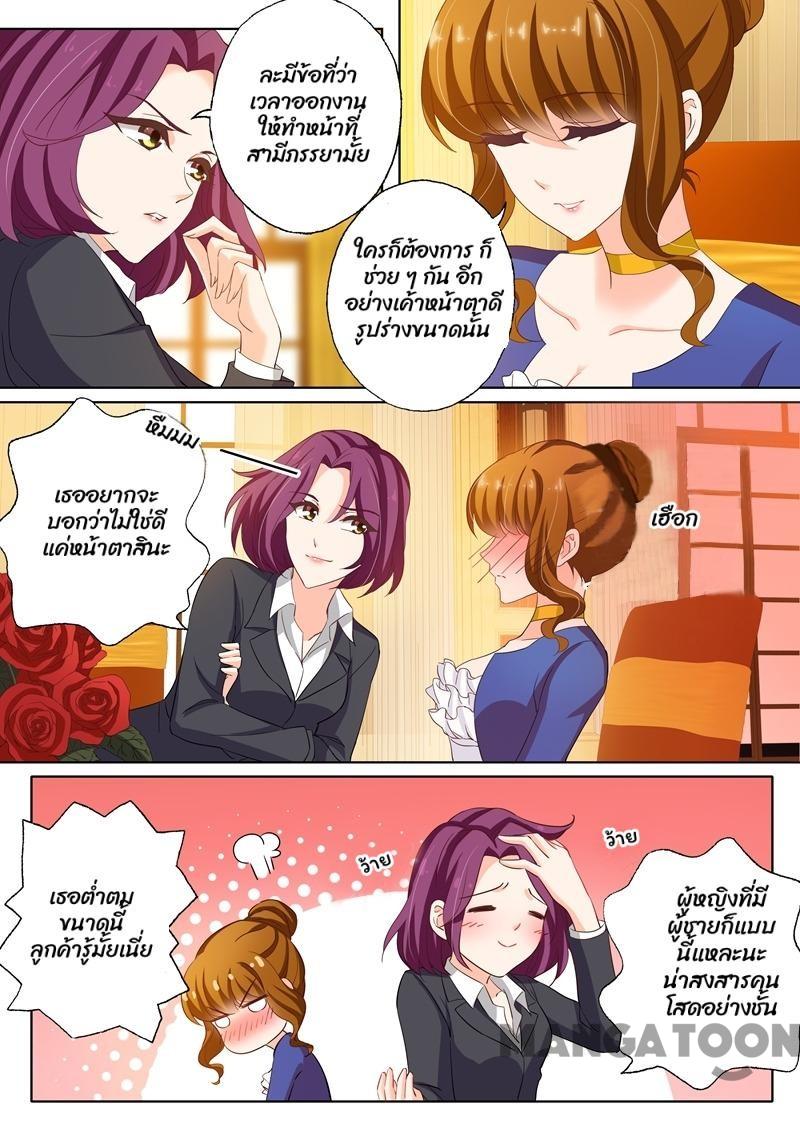 ละมีข้อที่ว่า
เวลาออกงาน
ให้ทำหน้าที่
สามีภรรยามั้ย
ใครก็ต้องการ ก็
ช่วย ๆ กัน อีก
อย่างเค้าหน้าตาดี
รูปร่างขนาดนั้น
หืมมม
เธออยากจะ
บอกว่าไม่ใช่ดี
แค่หน้าตาสินะ
เฮือก
ว้าย
ว้าย
เธอต่ำตม
ขนาดนี้
ลูกค้ารู้มั้ยเนี่ย
ผู้หญิงที่มี
ผู้ชายก็แบบ
นี้แหละนะ
น่าสงสารคน
โสดอย่างชั้น
MANGATOON